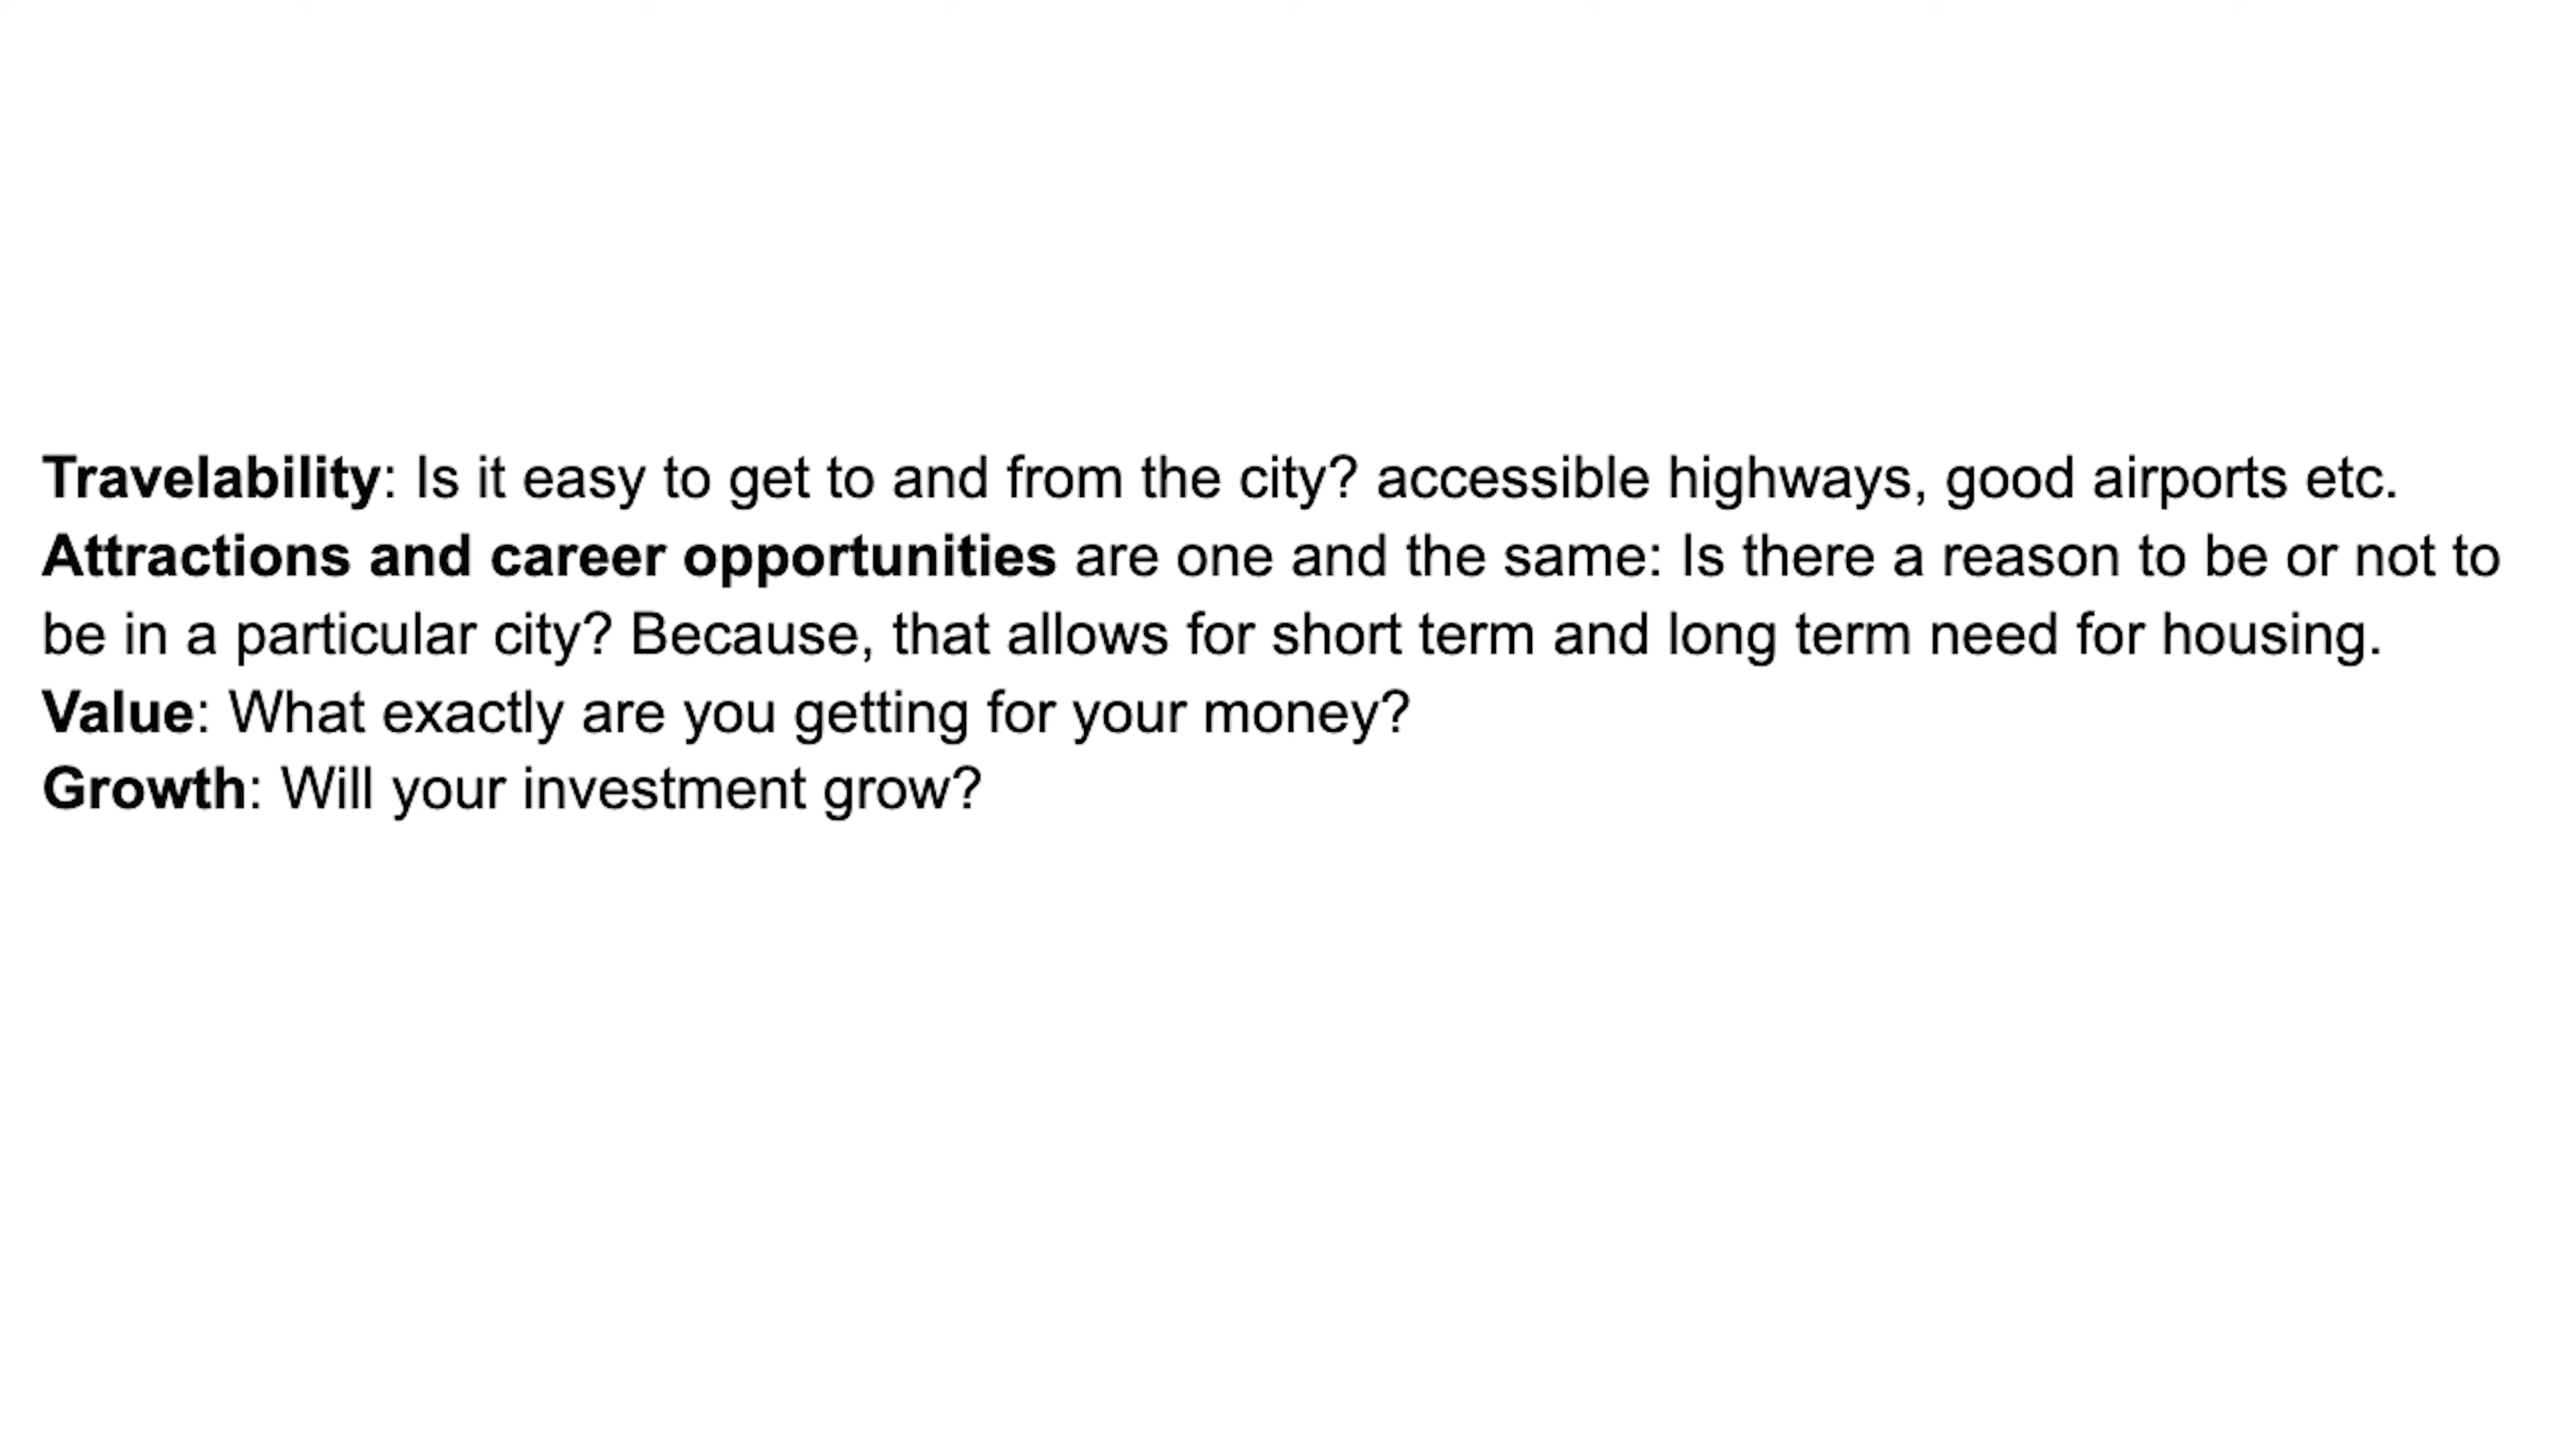 Travelability: Is it easy to get to and from the city? accessible highways, good airports etc.
Attractions and career opportunities are one and the same: Is there a reason to be or not to
be in a particular city? Because, that allows for short term and long term need for housing.
Value: What exactly are you getting for your money?
Growth: Will your investment grow?